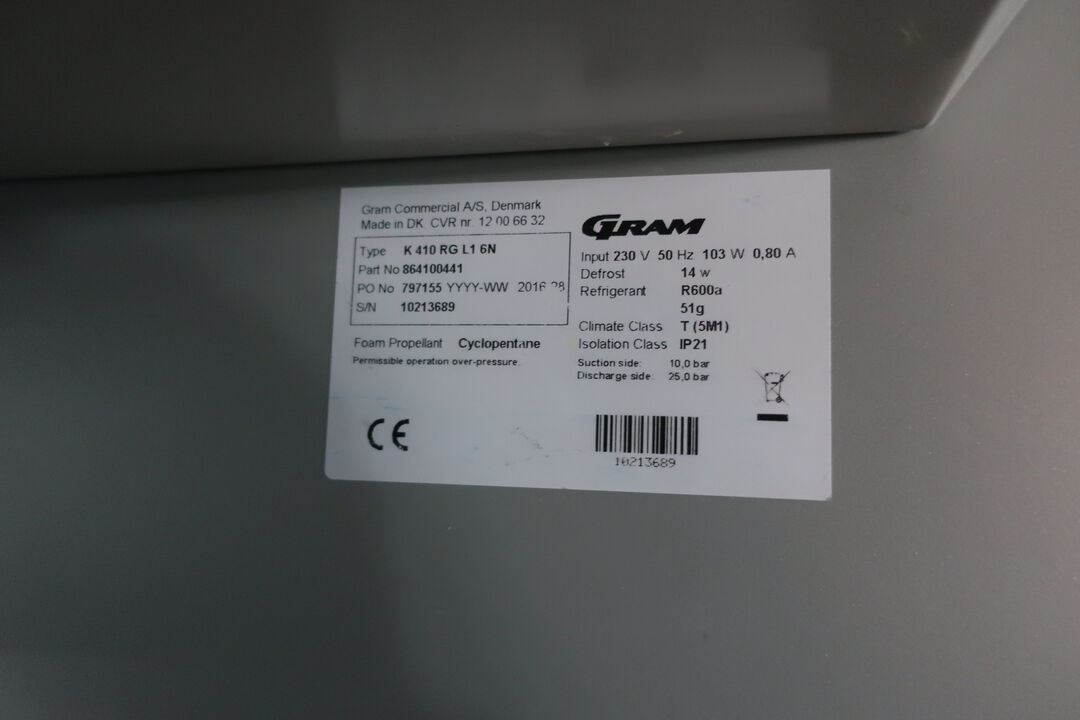 Gram Commercial A/S, Denmark
Made in DK CVR nr. 12 00 66 32
Type K 410 RG L1 6N
Part No 864100441
PO No 797155 YYYY-WW 2016-28
S/N 10213689
Foam Propellant Cyclopentane
Permissible operation over-pressure.
GRAM
Input 230 V 50 Hz 103 W 0,80 A
Defrost 14 w
Refrigerant R600a
51g
Climate Class T (5M1)
Isolation Class IP21
Suction side: 10,0 bar
Discharge side: 25,0 bar
CE
10213689